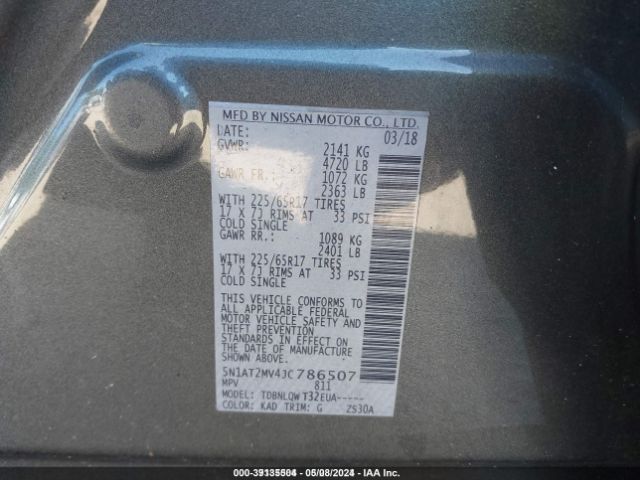 MFD BY NISSAN MOTOR CO., LTD.
DATE: 03/18
GVWR: 2141 KG
4720 LB
GAWR FR.: 1072 KG
2363 LB
WITH 225/65R17 TIRES
17 X 7J RIMS AT 33 PSI
COLD SINGLE
GAWR RR.: 1089 KG
2401 LB
WITH 225/65R17 TIRES
17 X 7J RIMS AT 33 PSI
COLD SINGLE
THIS VEHICLE CONFORMS TO
ALL APPLICABLE FEDERAL
MOTOR VEHICLE SAFETY AND
THEFT PREVENTION
STANDARDS IN EFFECT ON
THE DATE OF MANUFACTURE
SHOWN ABOVE.
5N1AT2MV4JC786507
MPV 811
MODEL: TDBNLQW T32EUA-----
COLOR: KAD TRIM: G ZS30A
000-39135504 - 05/08/2024 - IAA Inc.